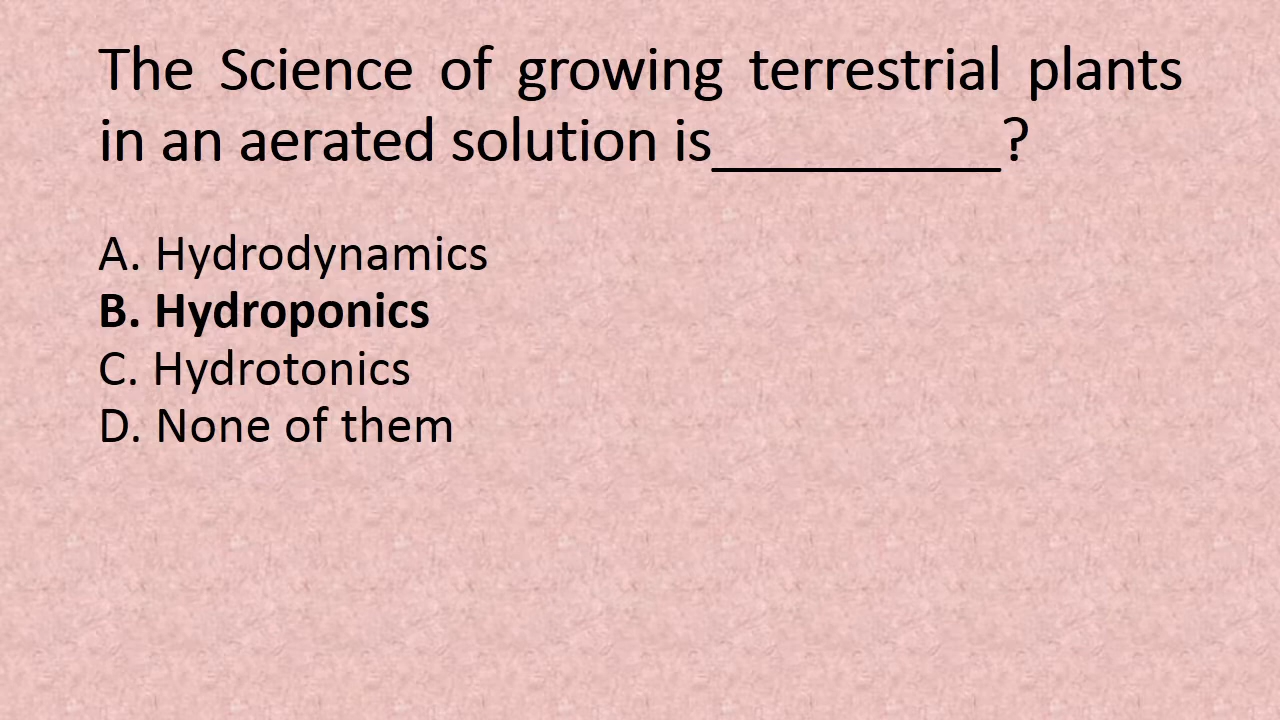 The Science of growing terrestrial plants
in an aerated solution is__________?
A. Hydrodynamics
B. Hydroponics
C. Hydrotonics
D. None of them